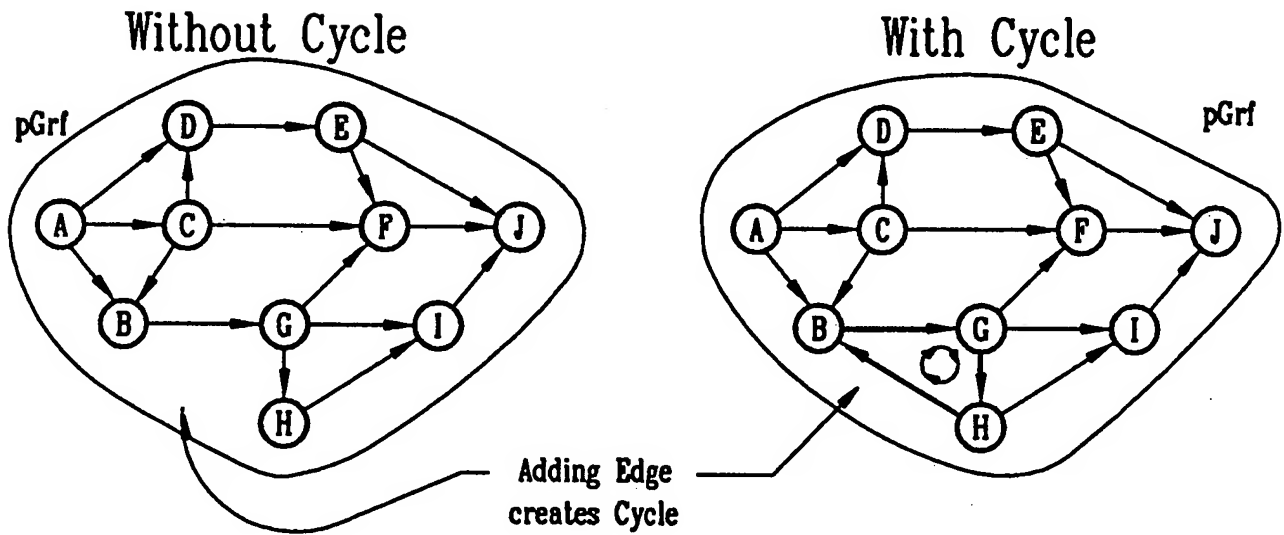 Without Cycle
With Cycle
pGrf
D
E
A
C
F
J
B
G
I
H
pGrf
D
E
A
C
F
J
B
G
I
H
Adding Edge
creates Cycle